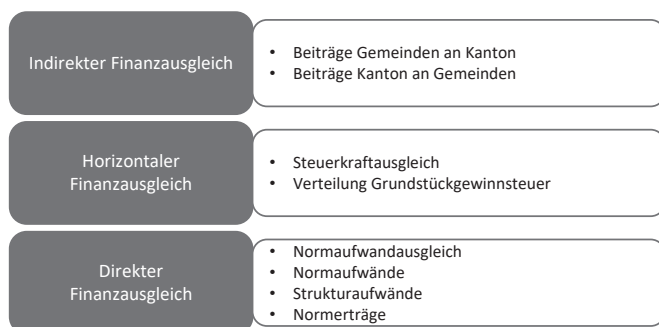 Indirekter Finanzausgleich
• Beiträge Gemeinden an Kanton
• Beiträge Kanton an Gemeinden
Horizontaler
Finanzausgleich
• Steuerkraftausgleich
• Verteilung Grundstückgewinnsteuer
Direkter
Finanzausgleich
• Normaufwandausgleich
• Normaufwände
• Strukturaufwände
• Normerträge